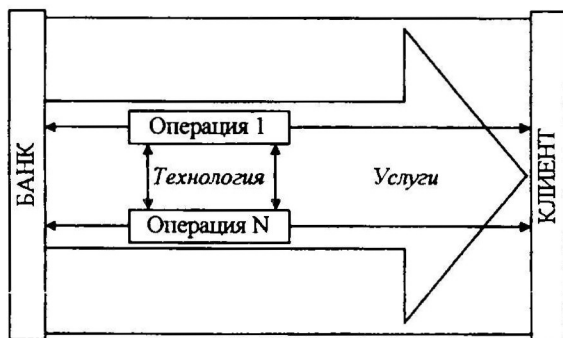 БАНК
Операция 1
Технология
Услуги
Операция N
КЛИЕНТ